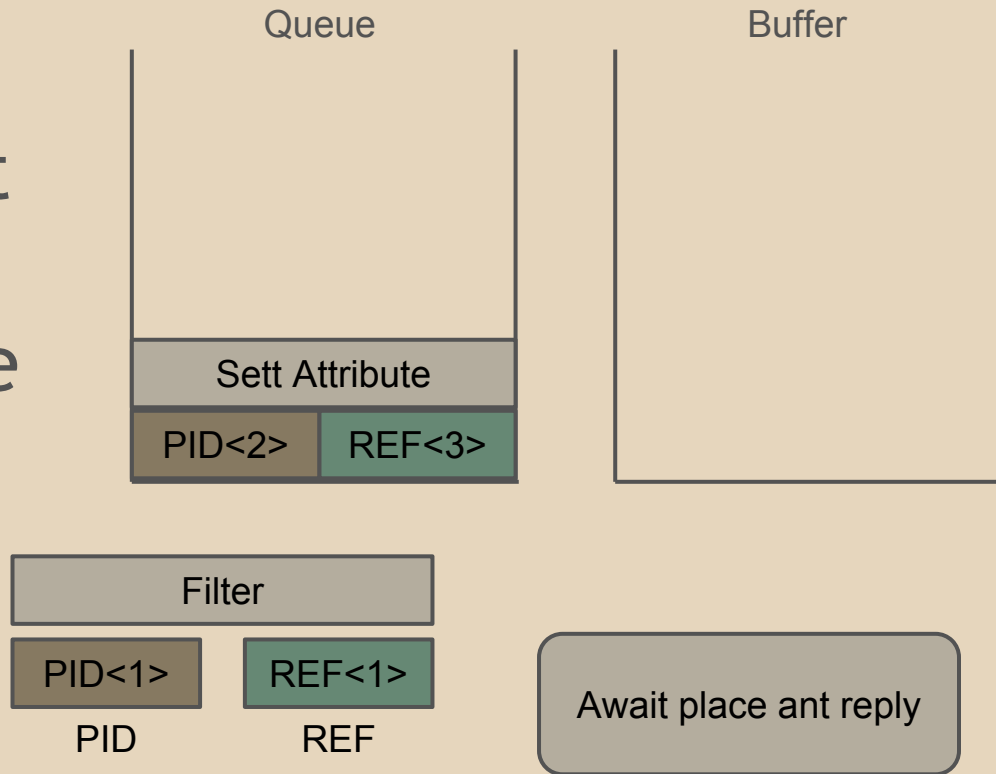 Queue
Buffer
Sett Attribute
PID<2> REF<3>
Filter
PID<1> REF<1>
PID REF
Await place ant reply